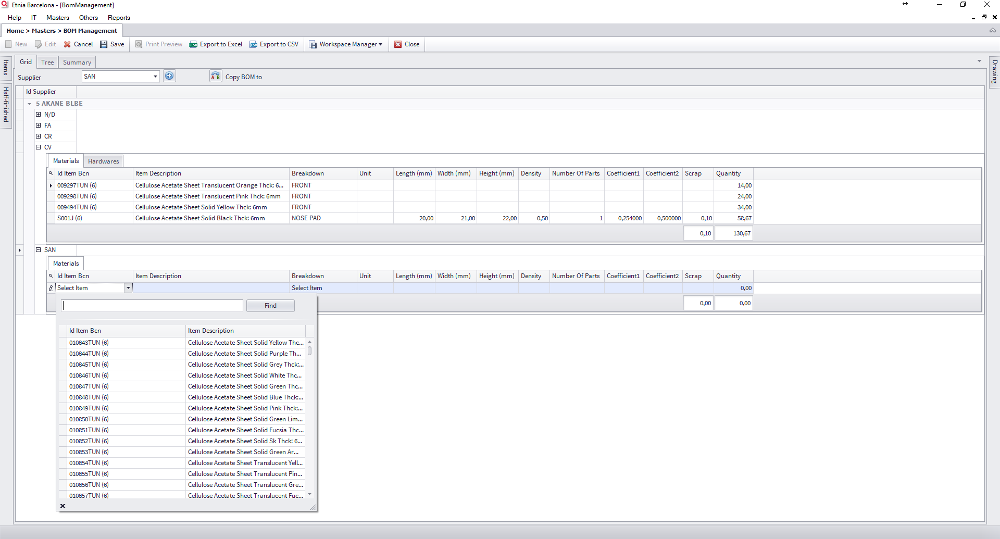 Etnia Barcelona - [BomManagement]
Help IT Masters Others Reports
Home > Masters > BOM Management
New Edit Cancel Save Print Preview Export to Excel Export to CSV Workspace Manager Close
Items
Half-finished
Drawing
Grid Tree Summary
Supplier SAN Copy BOM to
Id Supplier
5 AKANE BLBE
N/D
FA
CR
CV
Materials Hardwares
Id Item Bcn Item Description Breakdown Unit Length (mm) Width (mm) Height (mm) Density Number Of Parts Coefficient1 Coefficient2 Scrap Quantity
009297TUN (6) Cellulose Acetate Sheet Translucent Orange Thck: 6... FRONT 14,00
009298TUN (6) Cellulose Acetate Sheet Translucent Pink Thck: 6mm FRONT 24,00
009494TUN (6) Cellulose Acetate Sheet Solid Yellow Thck: 6mm FRONT 34,00
S001J (6) Cellulose Acetate Sheet Solid Black Thck: 6mm NOSE PAD 20,00 21,00 22,00 0,50 1 0,254000 0,500000 0,10 58,67
0,10 130,67
SAN
Materials
Id Item Bcn Item Description Breakdown Unit Length (mm) Width (mm) Height (mm) Density Number Of Parts Coefficient1 Coefficient2 Scrap Quantity
Select Item Select Item 0,00
0,00 0,00
Find
Id Item Bcn Item Description
010843TUN (6) Cellulose Acetate Sheet Solid Yellow Thc...
010844TUN (6) Cellulose Acetate Sheet Solid Purple Th...
010845TUN (6) Cellulose Acetate Sheet Solid Grey Thck:...
010846TUN (6) Cellulose Acetate Sheet Solid White Thc...
010847TUN (6) Cellulose Acetate Sheet Solid Green Thc...
010848TUN (6) Cellulose Acetate Sheet Solid Blue Thck:...
010849TUN (6) Cellulose Acetate Sheet Solid Pink Thck:...
010850TUN (6) Cellulose Acetate Sheet Solid Green Lim...
010851TUN (6) Cellulose Acetate Sheet Solid Fucsia Thc...
010852TUN (6) Cellulose Acetate Sheet Solid Sk Thck: 6...
010853TUN (6) Cellulose Acetate Sheet Solid Green Ar...
010854TUN (6) Cellulose Acetate Sheet Translucent Yell...
010855TUN (6) Cellulose Acetate Sheet Translucent Pin...
010856TUN (6) Cellulose Acetate Sheet Translucent Gre...
010857TUN (6) Cellulose Acetate Sheet Translucent Fuc...